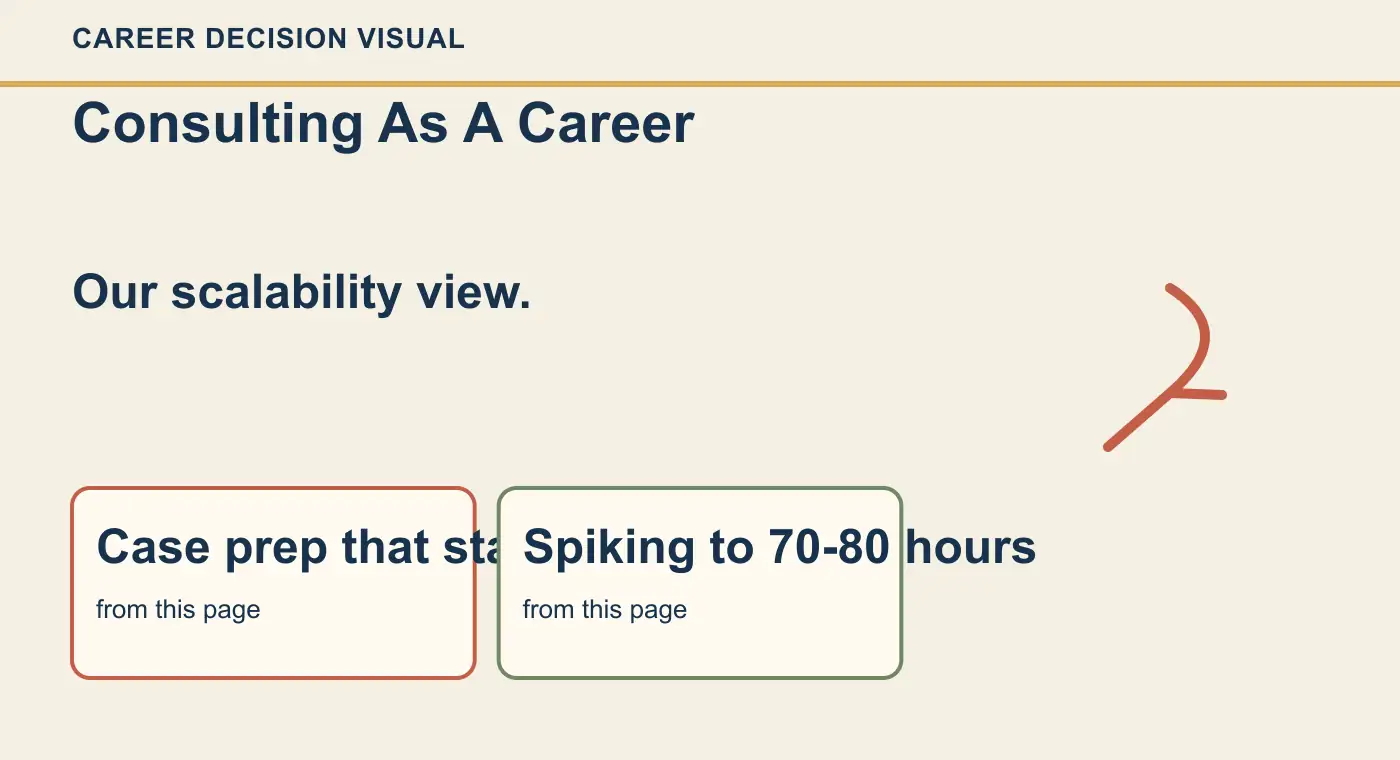 CAREER DECISION VISUAL
Consulting As A Career
Our scalability view.
Case prep that
from this page
Spiking to 70-80 hours
from this page